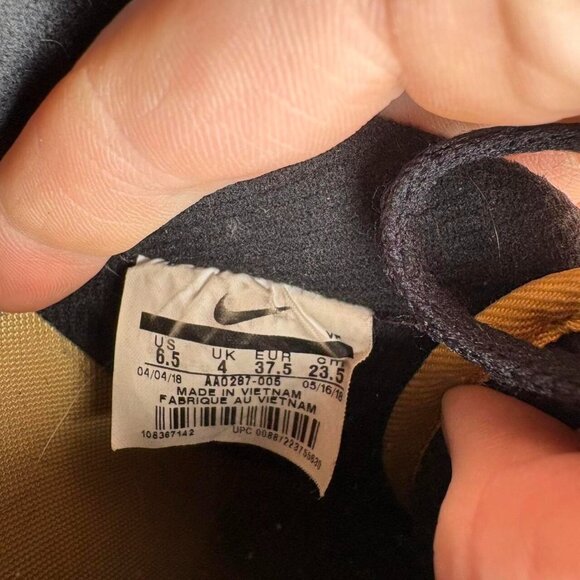 US UK EUR cm
6.5 4 37.5 23.5
04/04/18 AA0287-005 05/16/18
MADE IN VIETNAM
FABRIQUE AU VIETNAM
108367142 UPC